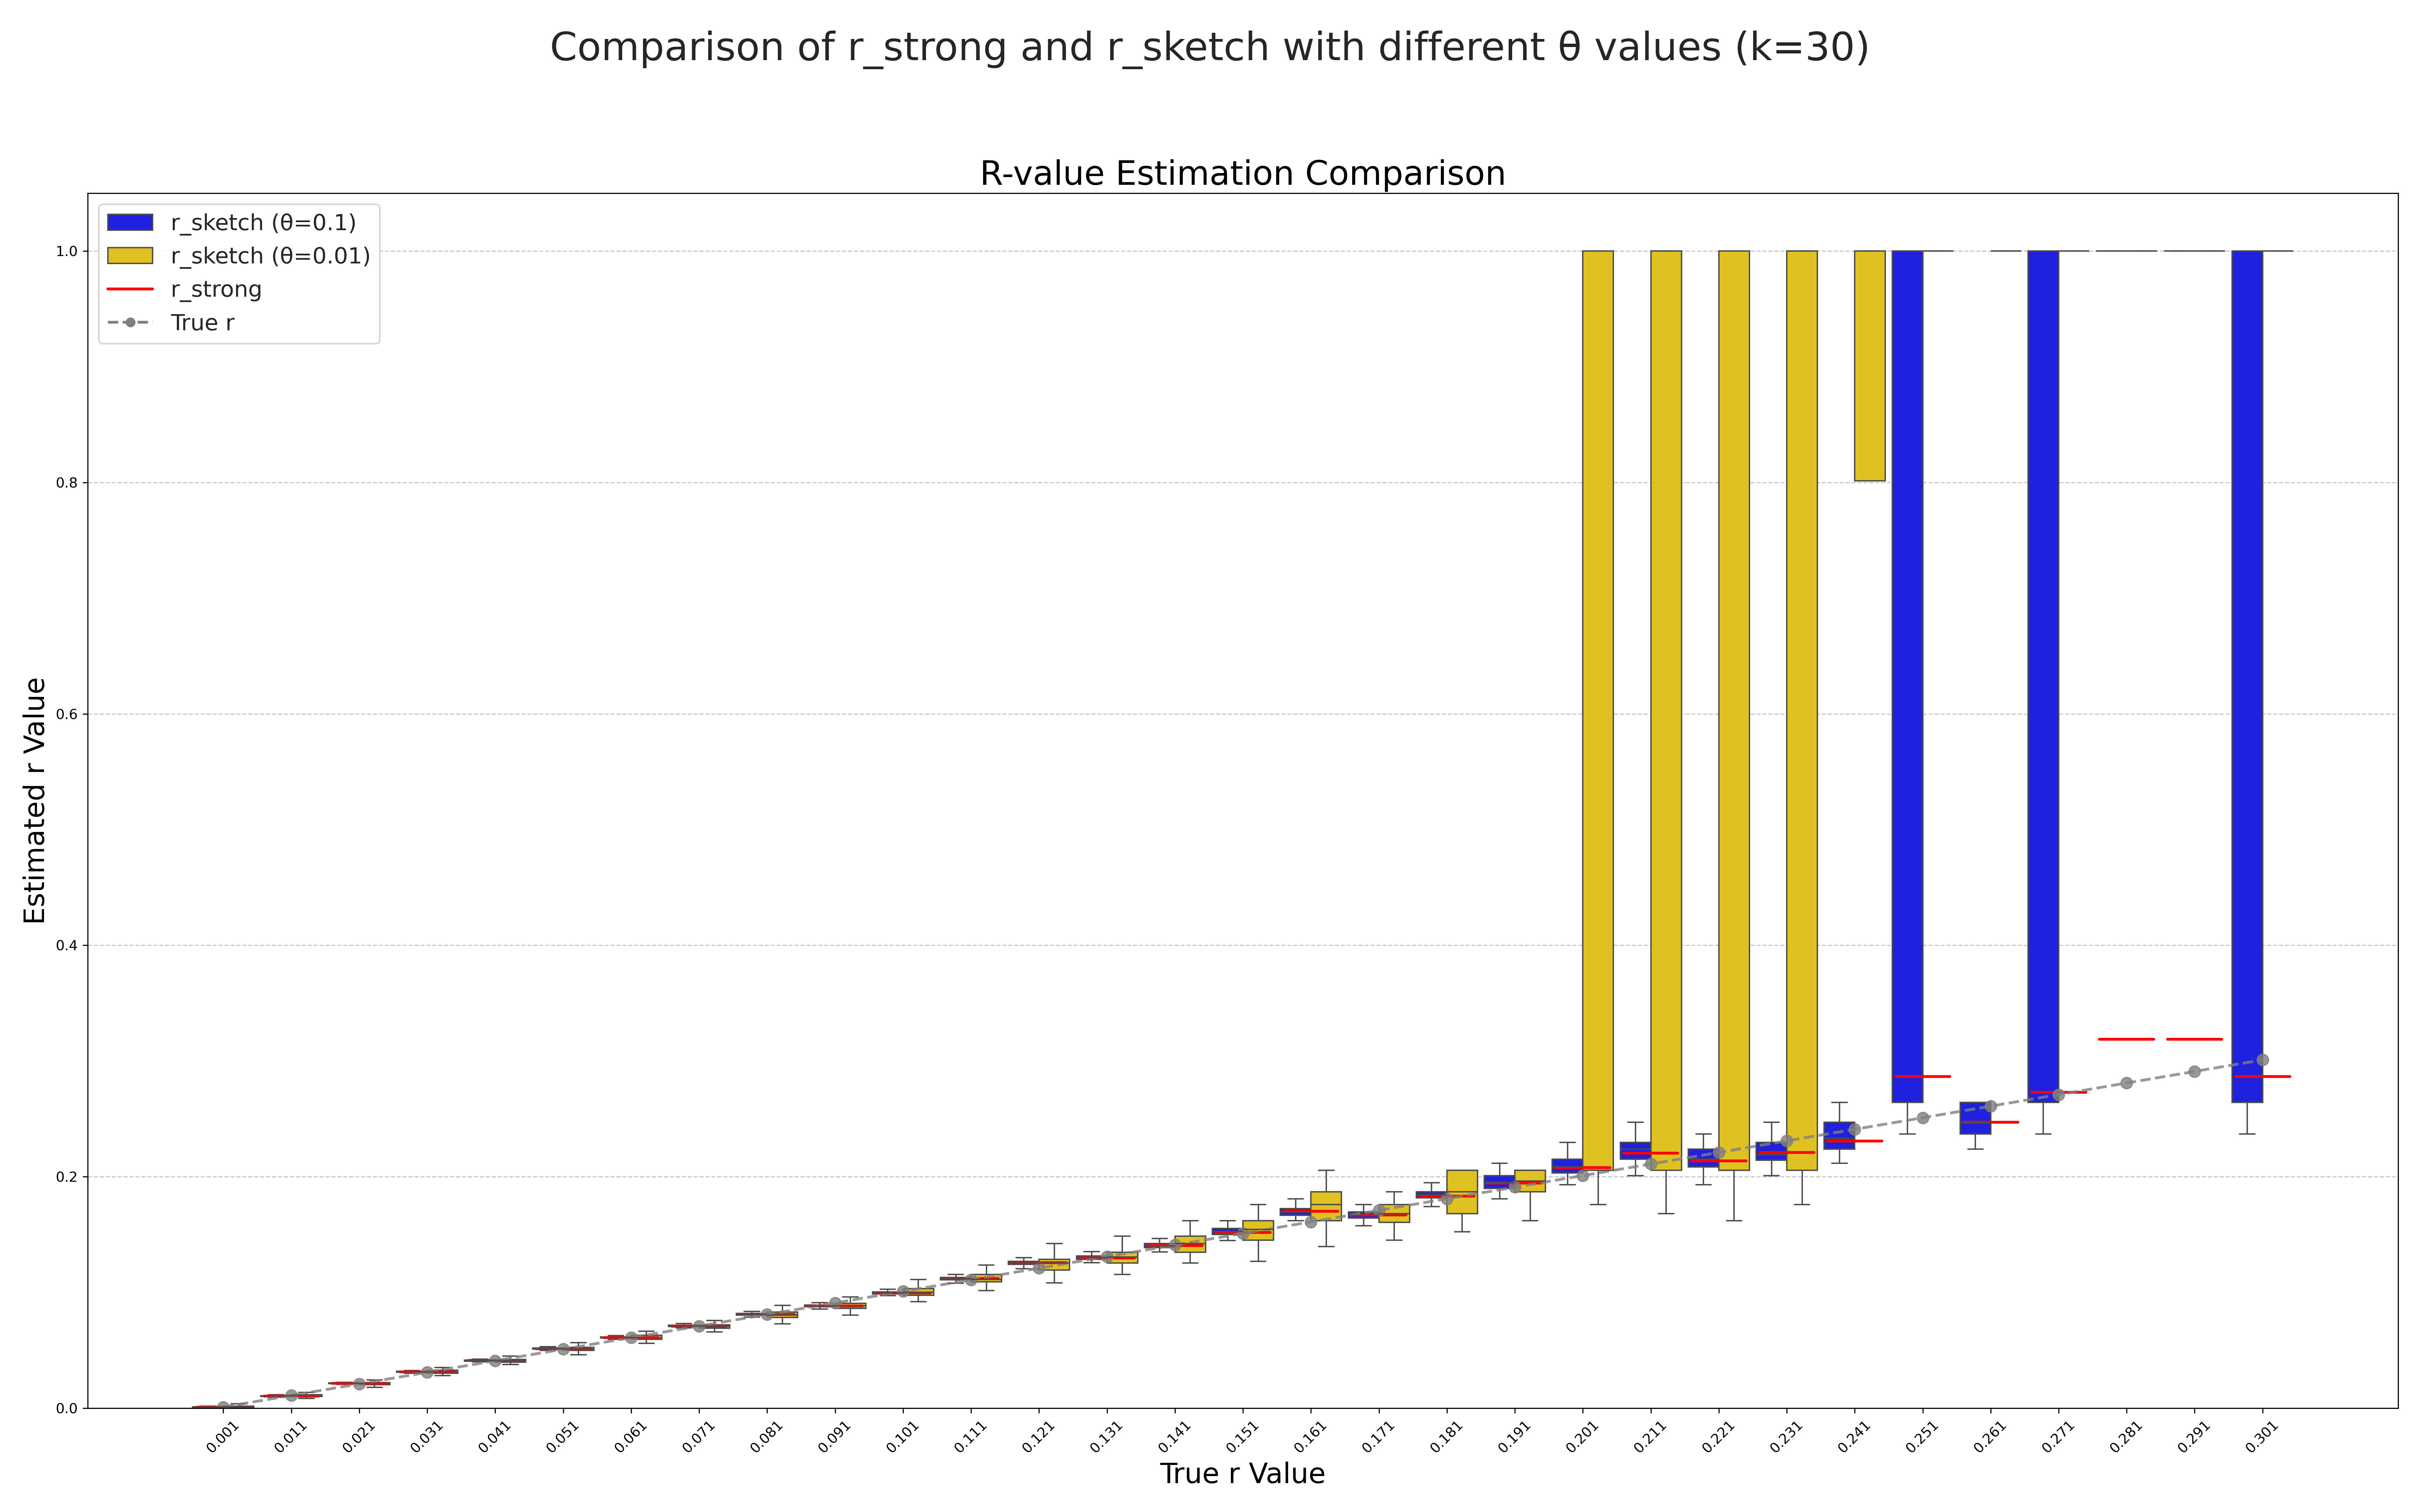 Comparison of r_strong and r_sketch with different θ values (k=30)
R-value Estimation Comparison
r_sketch (θ=0.1)
r_sketch (θ=0.01)
r_strong
True r
1.0
0.8
0.6
0.4
0.2
0.0
Estimated r Value
0.001 0.011 0.021 0.031 0.041 0.051 0.061 0.071 0.081 0.091 0.101 0.111 0.121 0.131 0.141 0.151 0.161 0.171 0.181 0.191 0.201 0.211 0.221 0.231 0.241 0.251 0.261 0.271 0.281 0.291 0.301
True r Value